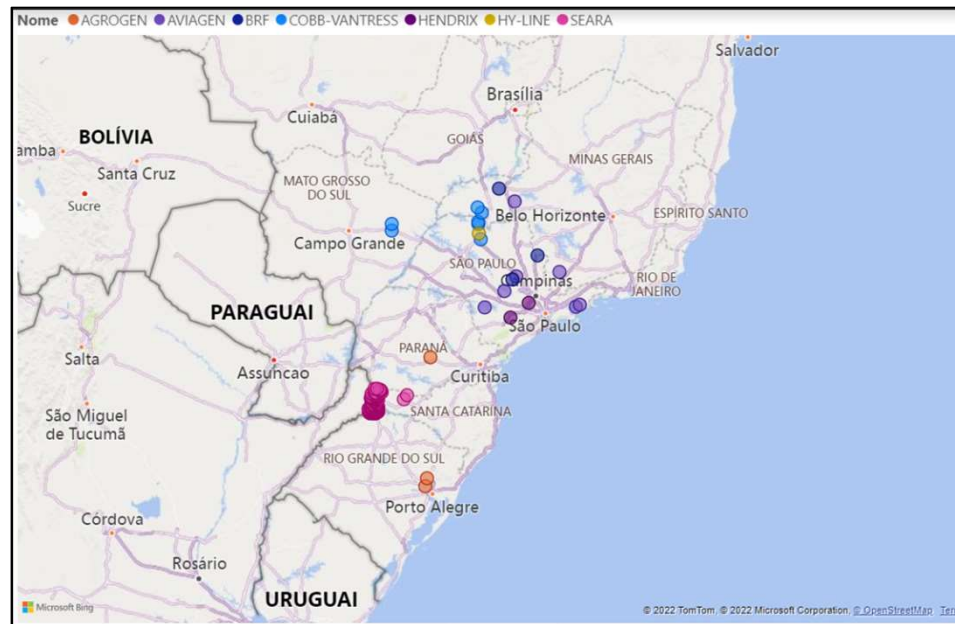 Nome AGROGEN AVIAGEN BRF COBB-VANTRESS HENDRIX HY-LINE SEARA
Salvador
Brasília
Cuiabá
GOIÁS
BOLÍVIA
amba
MINAS GERAIS
Santa Cruz
MATO GROSSO
DO SUL
Sucre
Belo Horizonte
ESPÍRITO SANTO
Campo Grande
SÃO PAULO
RIO DE
JANEIRO
Campinas
PARAGUAI
São Paulo
PARANÁ
Salta
Assuncao
Curitiba
São Miguel
de Tucumã
SANTA CATARINA
RIO GRANDE DO SUL
Porto Alegre
Córdova
Rosário
URUGUAI
Microsoft Bing
© 2022 TomTom, © 2022 Microsoft Corporation, © OpenStreetMap Ten